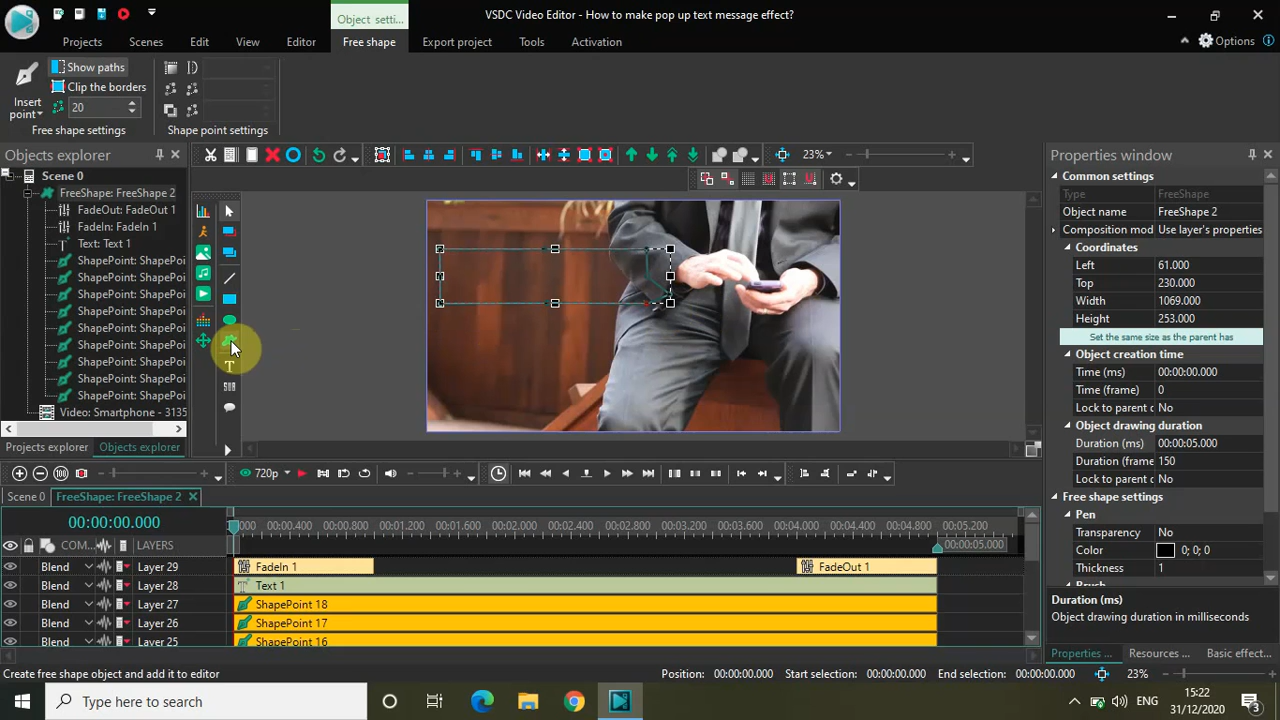 VSDC Video Editor - How to make pop up text message effect?
Object setti...
Projects Scenes Edit View Editor Free shape Export project Tools Activation
Options
Show paths
Clip the borders
Insert point
20
Free shape settings
Shape point settings
Objects explorer
Scene 0
FreeShape: FreeShape 2
FadeOut: FadeOut 1
FadeIn: FadeIn 1
Text: Text 1
ShapePoint: ShapePoi
ShapePoint: ShapePoi
ShapePoint: ShapePoi
ShapePoint: ShapePoi
ShapePoint: ShapePoi
ShapePoint: ShapePoi
ShapePoint: ShapePoi
ShapePoint: ShapePoi
ShapePoint: ShapePoi
Video: Smartphone - 3135
Projects explorer Objects explorer
23%
T
SUB
Properties window
Common settings
Type FreeShape
Object name FreeShape 2
Composition mod Use layer's properties
Coordinates
Left 61.000
Top 230.000
Width 1069.000
Height 253.000
Set the same size as the parent has
Object creation time
Time (ms) 00:00:00.000
Time (frame) 0
Lock to parent d No
Object drawing duration
Duration (ms) 00:00:05.000
Duration (frame 150
Lock to parent d No
Free shape settings
Pen
Transparency No
Color 0; 0; 0
Thickness 1
Brush
Duration (ms)
Object drawing duration in milliseconds
Properties ... Resources ... Basic effect...
720p
Scene 0 FreeShape: FreeShape 2
00:00:00.000
000 00:00.400 00:00.800 00:01.200 00:01.600 00:02.000 00:02.400 00:02.800 00:03.200 00:03.600 00:04.000 00:04.400 00:04.800 00:05.200
COM... LAYERS
00:00:05.000
Blend Layer 29 FadeIn 1 FadeOut 1
Blend Layer 28 Text 1
Blend Layer 27 ShapePoint 18
Blend Layer 26 ShapePoint 17
Blend Layer 25 ShapePoint 16
Create free shape object and add it to editor
Position: 00:00:00.000 Start selection: 00:00:00.000 End selection: 00:00:00.000 23%
Type here to search
ENG
15:22
31/12/2020